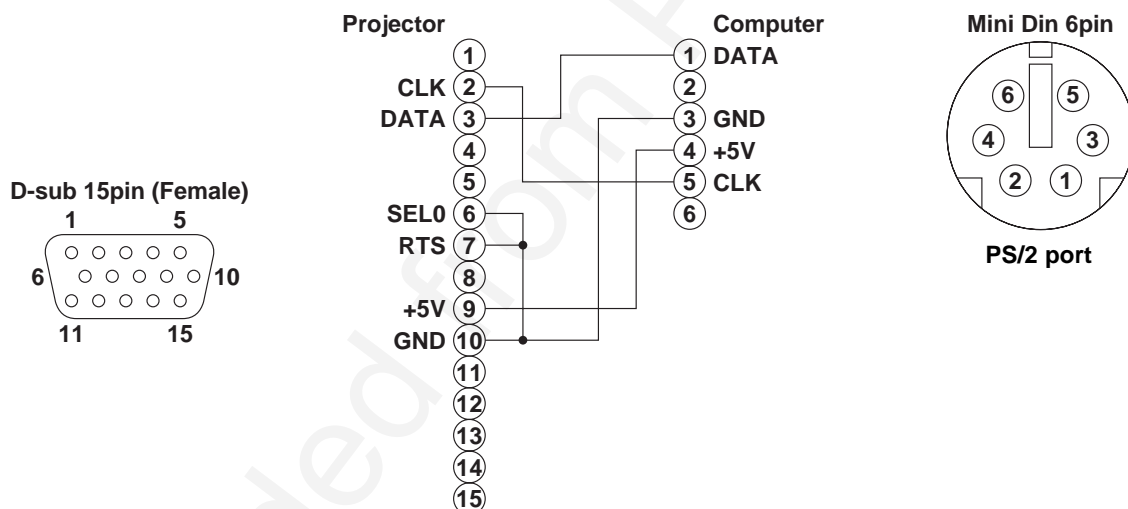 Projector
Computer
Mini Din 6pin
1
CLK 2
DATA 3
4
5
SEL0 6
RTS 7
8
+5V 9
GND 10
11
12
13
14
15
1 DATA
2
3 GND
4 +5V
5 CLK
6
6 5
4 3
2 1
PS/2 port
D-sub 15pin (Female)
1 5
6 10
11 15
ded from